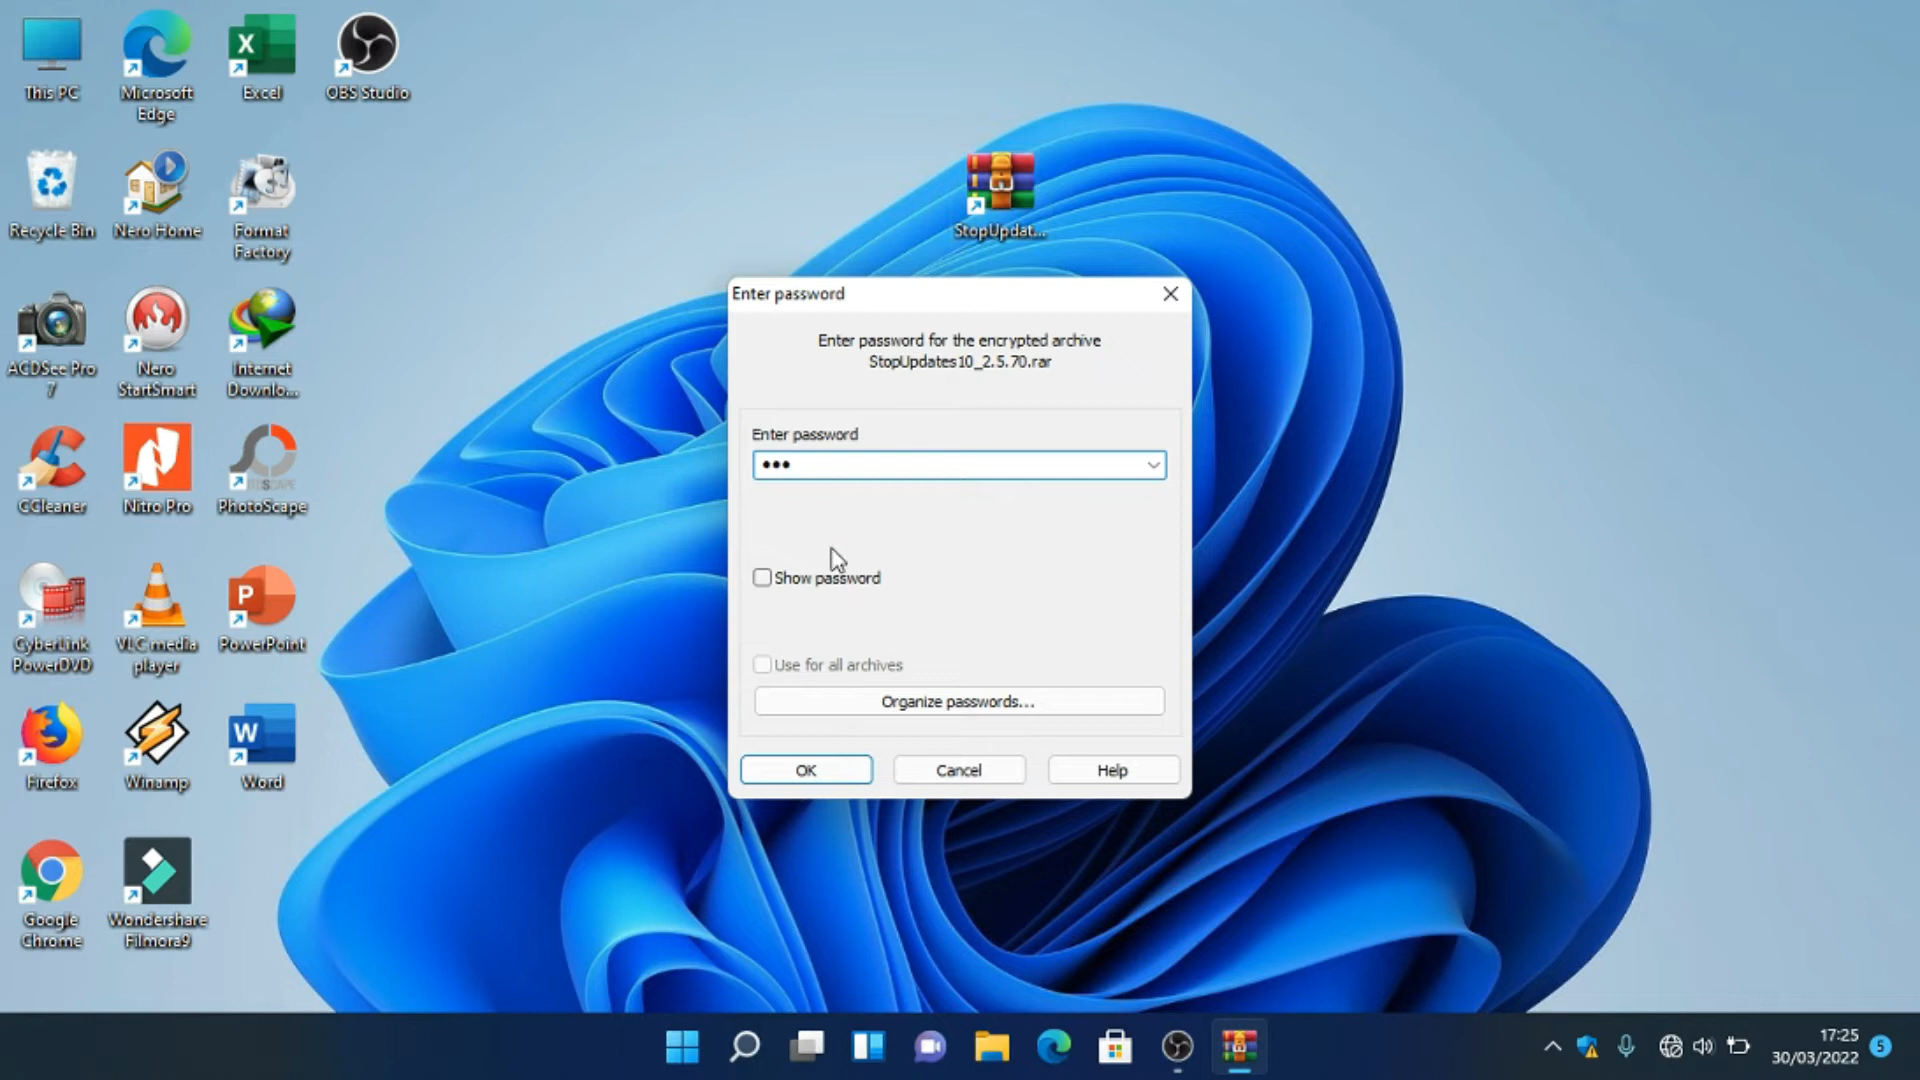 This PC
Microsoft
Edge
Excel
OBS Studio
Recycle Bin
Nero Home
Format
Factory
StopUpdat...
ACDSee Pro
7
Nero
StartSmart
Internet
Downlo...
CCleaner
Nitro Pro
PhotoScape
CyberLink
PowerDVD
VLC media
player
PowerPoint
Firefox
Winamp
Word
Google
Chrome
Wondershare
Filmora9
Enter password
Enter password for the encrypted archive
StopUpdates10_2.5.70.rar
Enter password
•••
Show password
Use for all archives
Organize passwords...
OK
Cancel
Help
17:25
30/03/2022
5